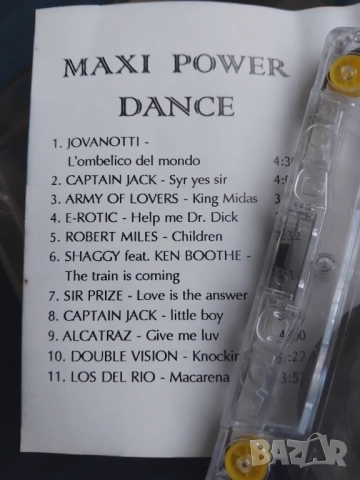 MAXI POWER
DANCE
1. JOVANOTTI -
L'ombelico del mondo
2. CAPTAIN JACK - Syr yes sir
3. ARMY OF LOVERS - King Midas
4. E-ROTIC - Help me Dr. Dick
5. ROBERT MILES - Children
6. SHAGGY feat. KEN BOOTHE -
The train is coming
7. SIR PRIZE - Love is the answer
8. CAPTAIN JACK - little boy
9. ALCATRAZ - Give me luv
10. DOUBLE VISION -
11. LOS DEL RIO - Macarena
BAZAR